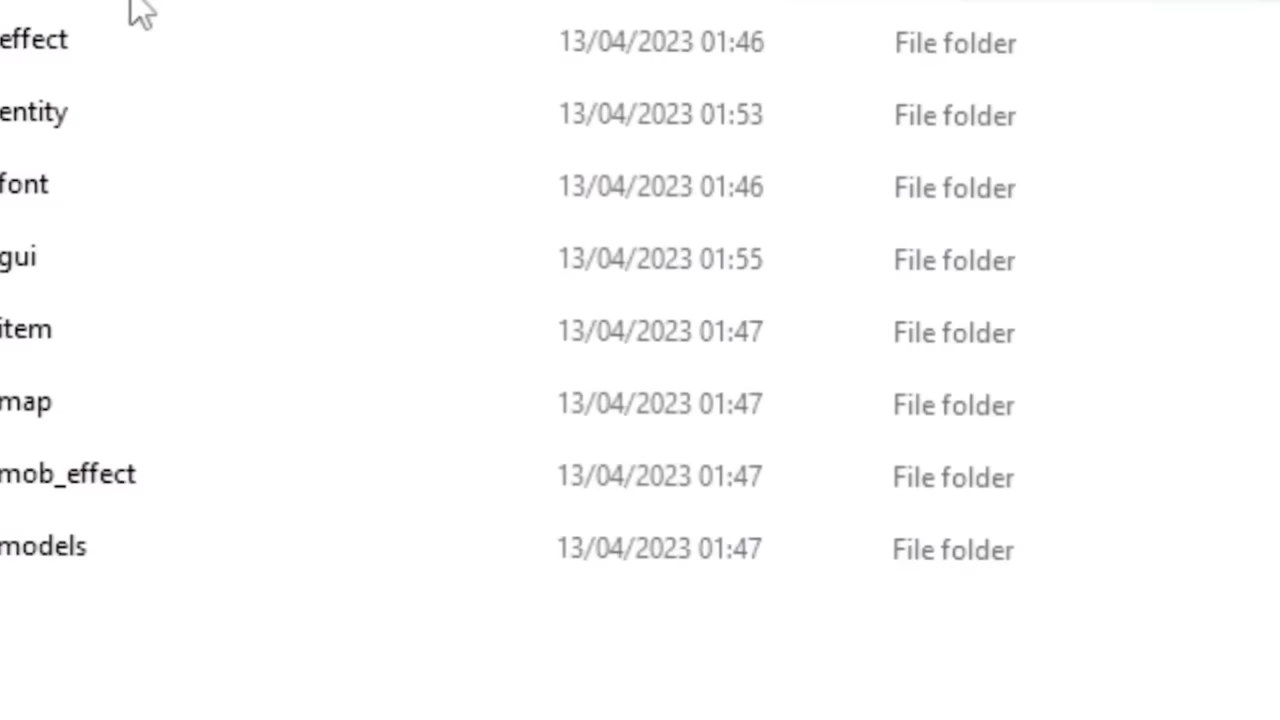 effect 13/04/2023 01:46 File folder
entity 13/04/2023 01:53 File folder
font 13/04/2023 01:46 File folder
gui 13/04/2023 01:55 File folder
item 13/04/2023 01:47 File folder
map 13/04/2023 01:47 File folder
mob_effect 13/04/2023 01:47 File folder
models 13/04/2023 01:47 File folder